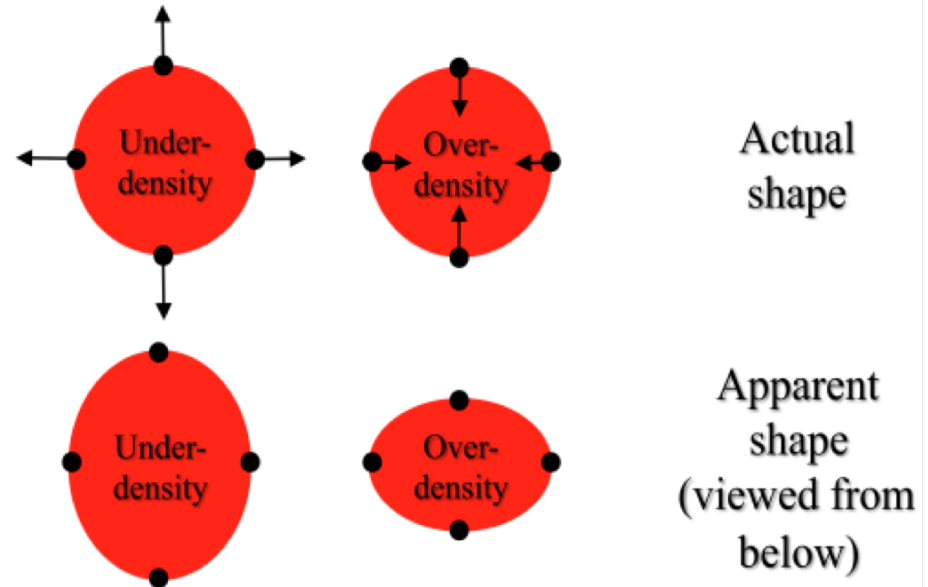 Under-
density
Over-
density
Actual
shape
Under-
density
Over-
density
Apparent
shape
(viewed from
below)